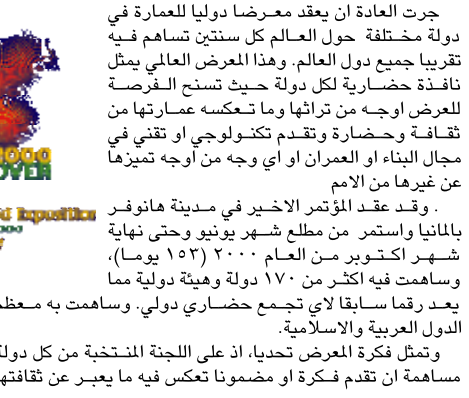 جرت العادة ان يعقد معرضا دوليا للعمارة في
دولة مختلفة حول العالم كل سنتين تساهم فيه
تقريبا جميع دول العالم. وهذا المعرض العالمي يمثل
نافذة حضارية لكل دولة حيث تسنح الفرصة
للعرض اوجه من تراثها وما تعكسه عمارتها من
ثقافة وحضارة وتقدم تكنولوجي او تقني في
مجال البناء او العمران او اي وجه من اوجه تميزها
عن غيرها من الامم
. وقد عقد المؤتمر الاخير في مدينة هانوفر
بالمانيا واستمر من مطلع شهر يونيو وحتى نهاية
شهر اكتوبر من العام ٢٠٠٠ (١٥٣ يوما)،
وساهمت فيه اكثر من ١٧٠ دولة وهيئة دولية مما
يعد رقما سابقا لاي تجمع حضاري دولي. وساهمت به معظم
الدول العربية والاسلامية.
وتمثل فكرة المعرض تحديا، اذ على اللجنة المنتخبة من كل دولة
مساهمة ان تقدم فكرة او مضمونا تعكس فيه ما يعبر عن ثقافتها
OVER
Exposition